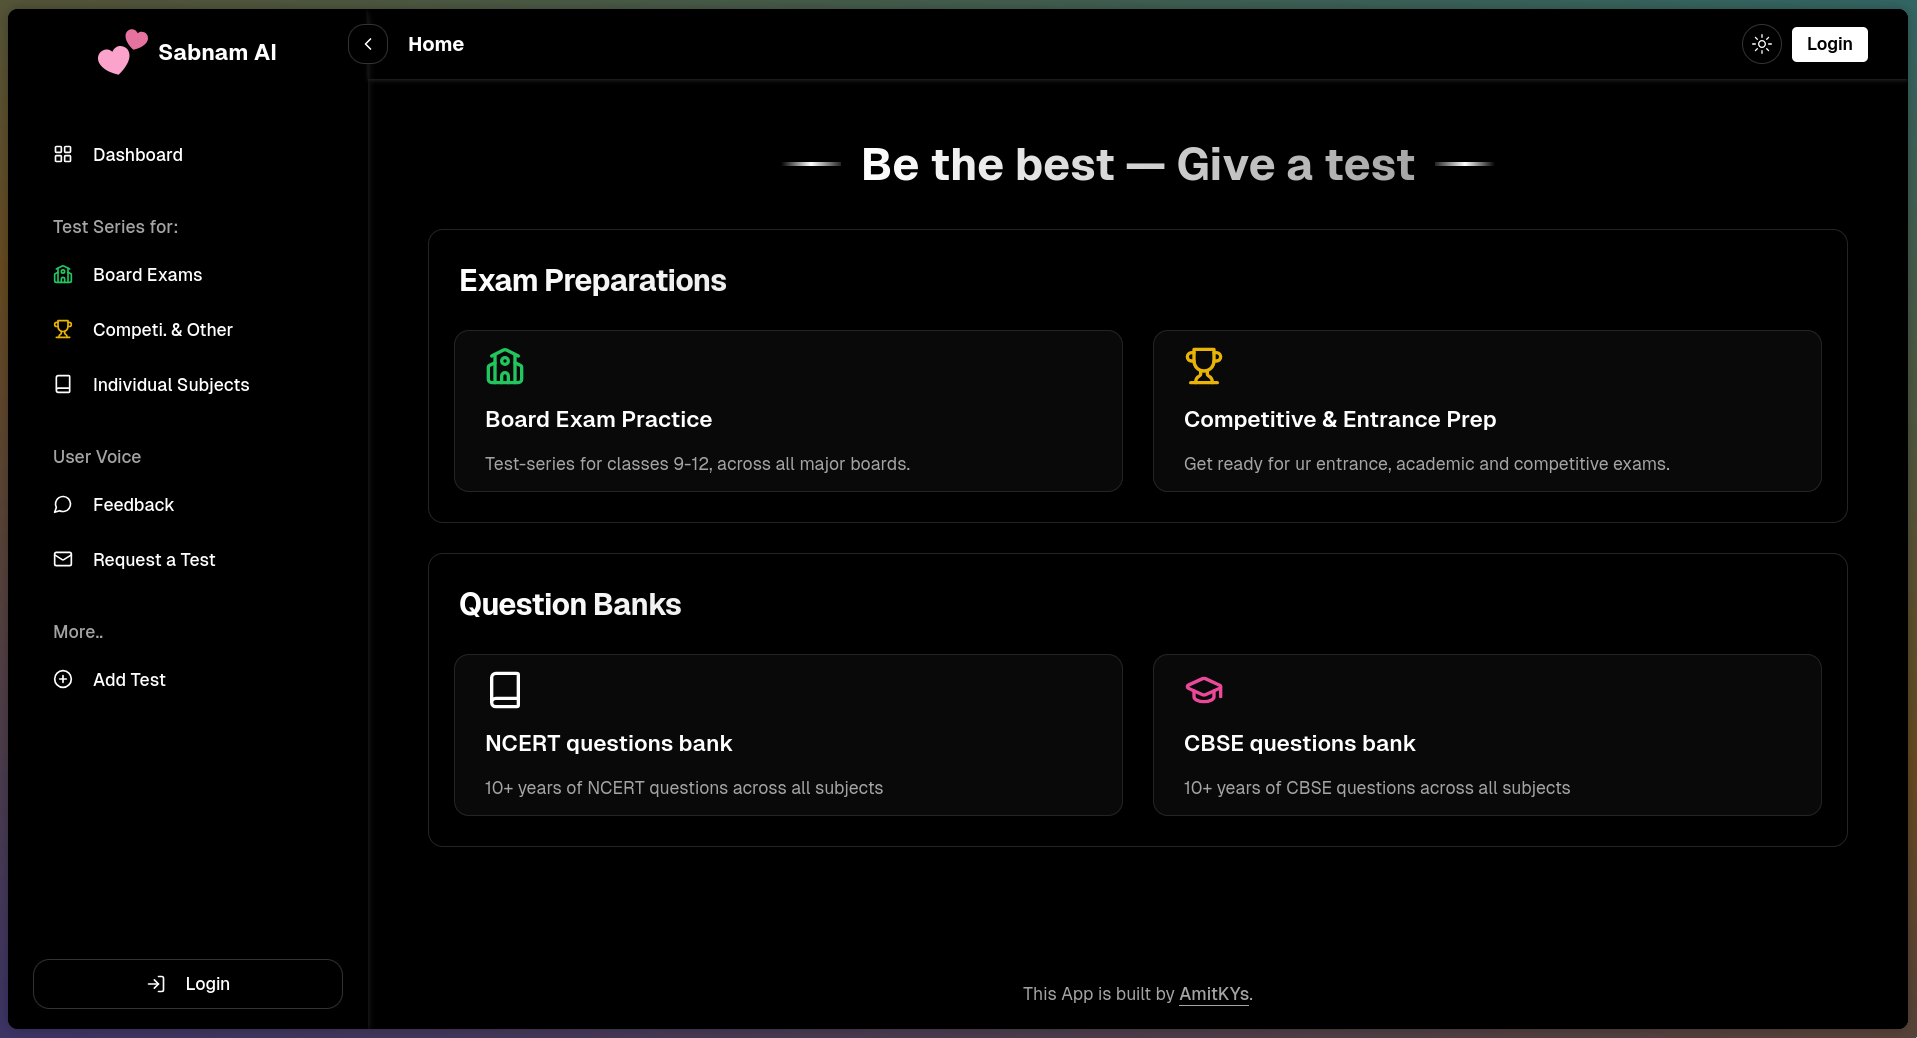 Sabnam AI
Dashboard
Test Series for:
Board Exams
Competi. & Other
Individual Subjects
User Voice
Feedback
Request a Test
More..
Add Test
Login
Home
Login
Be the best — Give a test
Exam Preparations
Board Exam Practice
Test-series for classes 9-12, across all major boards.
Competitive & Entrance Prep
Get ready for ur entrance, academic and competitive exams.
Question Banks
NCERT questions bank
10+ years of NCERT questions across all subjects
CBSE questions bank
10+ years of CBSE questions across all subjects
This App is built by AmitKYs.